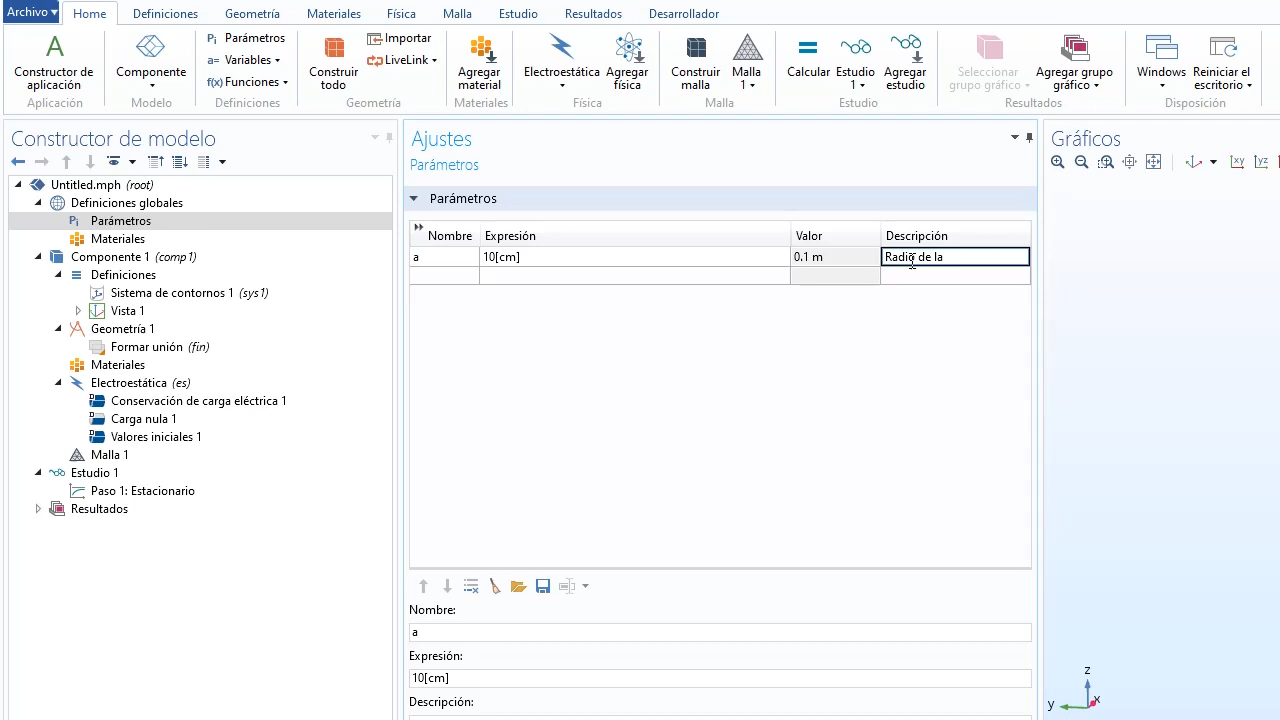 Archivo
Home
Definiciones
Geometría
Materiales
Física
Malla
Estudio
Resultados
Desarrollador
Constructor de aplicación
Aplicación
Componente
Modelo
Pi Parámetros
a= Variables
f(x) Funciones
Definiciones
Construir todo
Importar
LiveLink
Geometría
Agregar material
Materiales
Electroestática
Agregar física
Física
Construir malla
Malla 1
Malla
Calcular
Estudio 1
Agregar estudio
Estudio
Seleccionar grupo gráfico
Agregar grupo gráfico
Resultados
Windows
Reiniciar el escritorio
Disposición
Constructor de modelo
Untitled.mph (root)
Definiciones globales
Pi Parámetros
Materiales
Componente 1 (comp1)
Definiciones
Sistema de contornos 1 (sys1)
Vista 1
Geometría 1
Formar unión (fin)
Materiales
Electroestática (es)
Conservación de carga eléctrica 1
Carga nula 1
Valores iniciales 1
Malla 1
Estudio 1
Paso 1: Estacionario
Resultados
Ajustes
Parámetros
Parámetros
Nombre Expresión Valor Descripción
a 10[cm] 0.1 m Radio de la
Nombre:
a
Expresión:
10[cm]
Descripción:
Gráficos
xy yz
z
y x